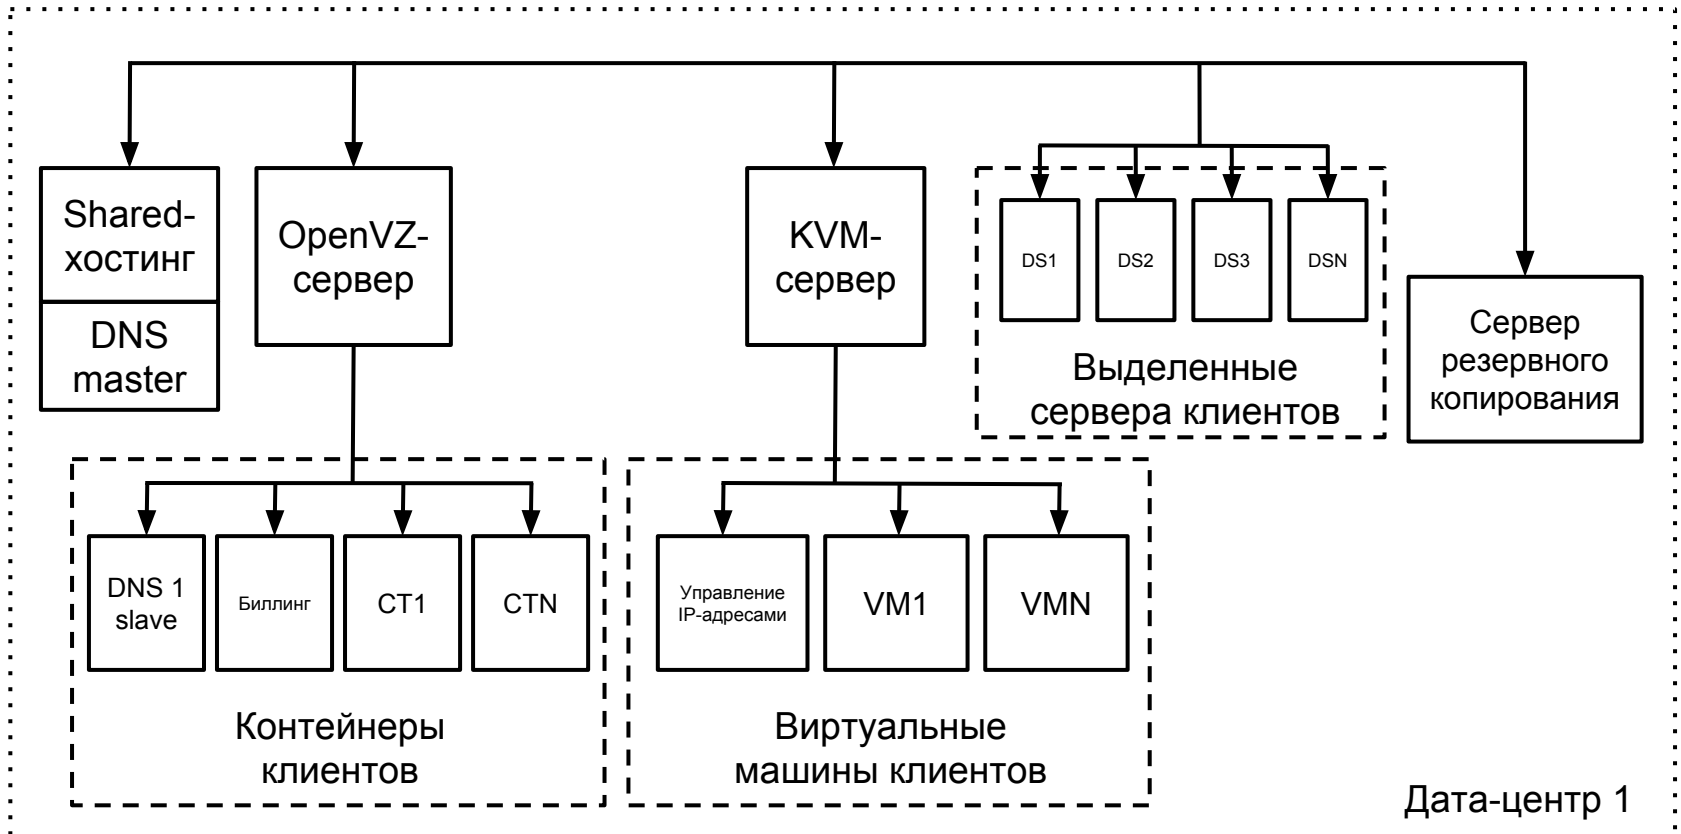 Shared-
хостинг
DNS
master
OpenVZ-
сервер
KVM-
сервер
DS1
DS2
DS3
DSN
Выделенные
сервера клиентов
Сервер
резервного
копирования
DNS 1
slave
Биллинг
CT1
CTN
Контейнеры
клиентов
Управление
IP-адресами
VM1
VMN
Виртуальные
машины клиентов
Дата-центр 1